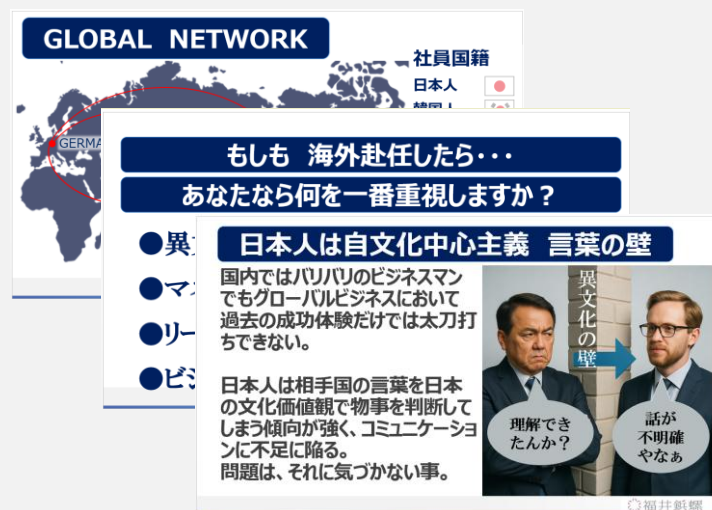 GLOBAL NETWORK
社員国籍
日本人
韓国人
もしも 海外赴任したら・・・
あなたなら何を一番重視しますか？
●異
●マ
●リー
●ビジ
日本人は自文化中心主義 言葉の壁
国内ではバリバリのビジネスマン
でもグローバルビジネスにおいて
過去の成功体験だけでは太刀打
ちできない。
日本人は相手国の言葉を日本
の文化価値観で物事を判断して
しまう傾向が強く、コミュニケーショ
ンに不足に陥る。
問題は、それに気づかない事。
異文化の壁
理解でき
たんか？
話が
不明確
やなぁ
福井鋲螺